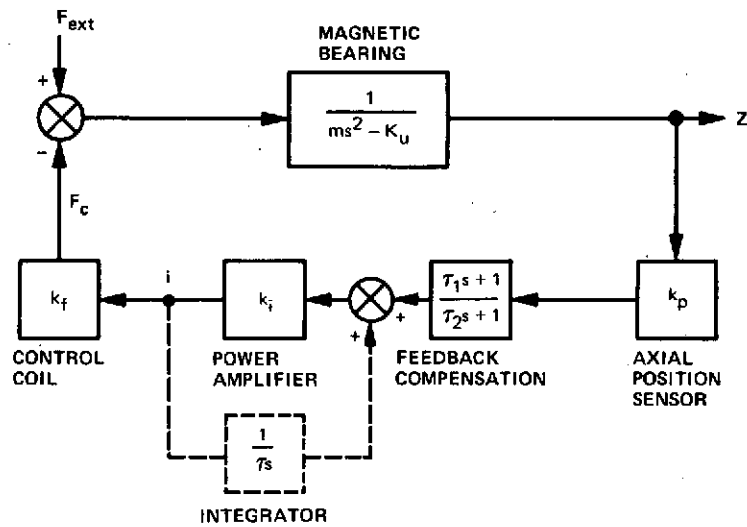 F_ext
MAGNETIC
BEARING
+
−
1
ms² − K_u
Z
F_c
i
k_f
k_i
+
+
τ₁s + 1
τ₂s + 1
k_p
CONTROL
COIL
POWER
AMPLIFIER
FEEDBACK
COMPENSATION
AXIAL
POSITION
SENSOR
1
τs
INTEGRATOR